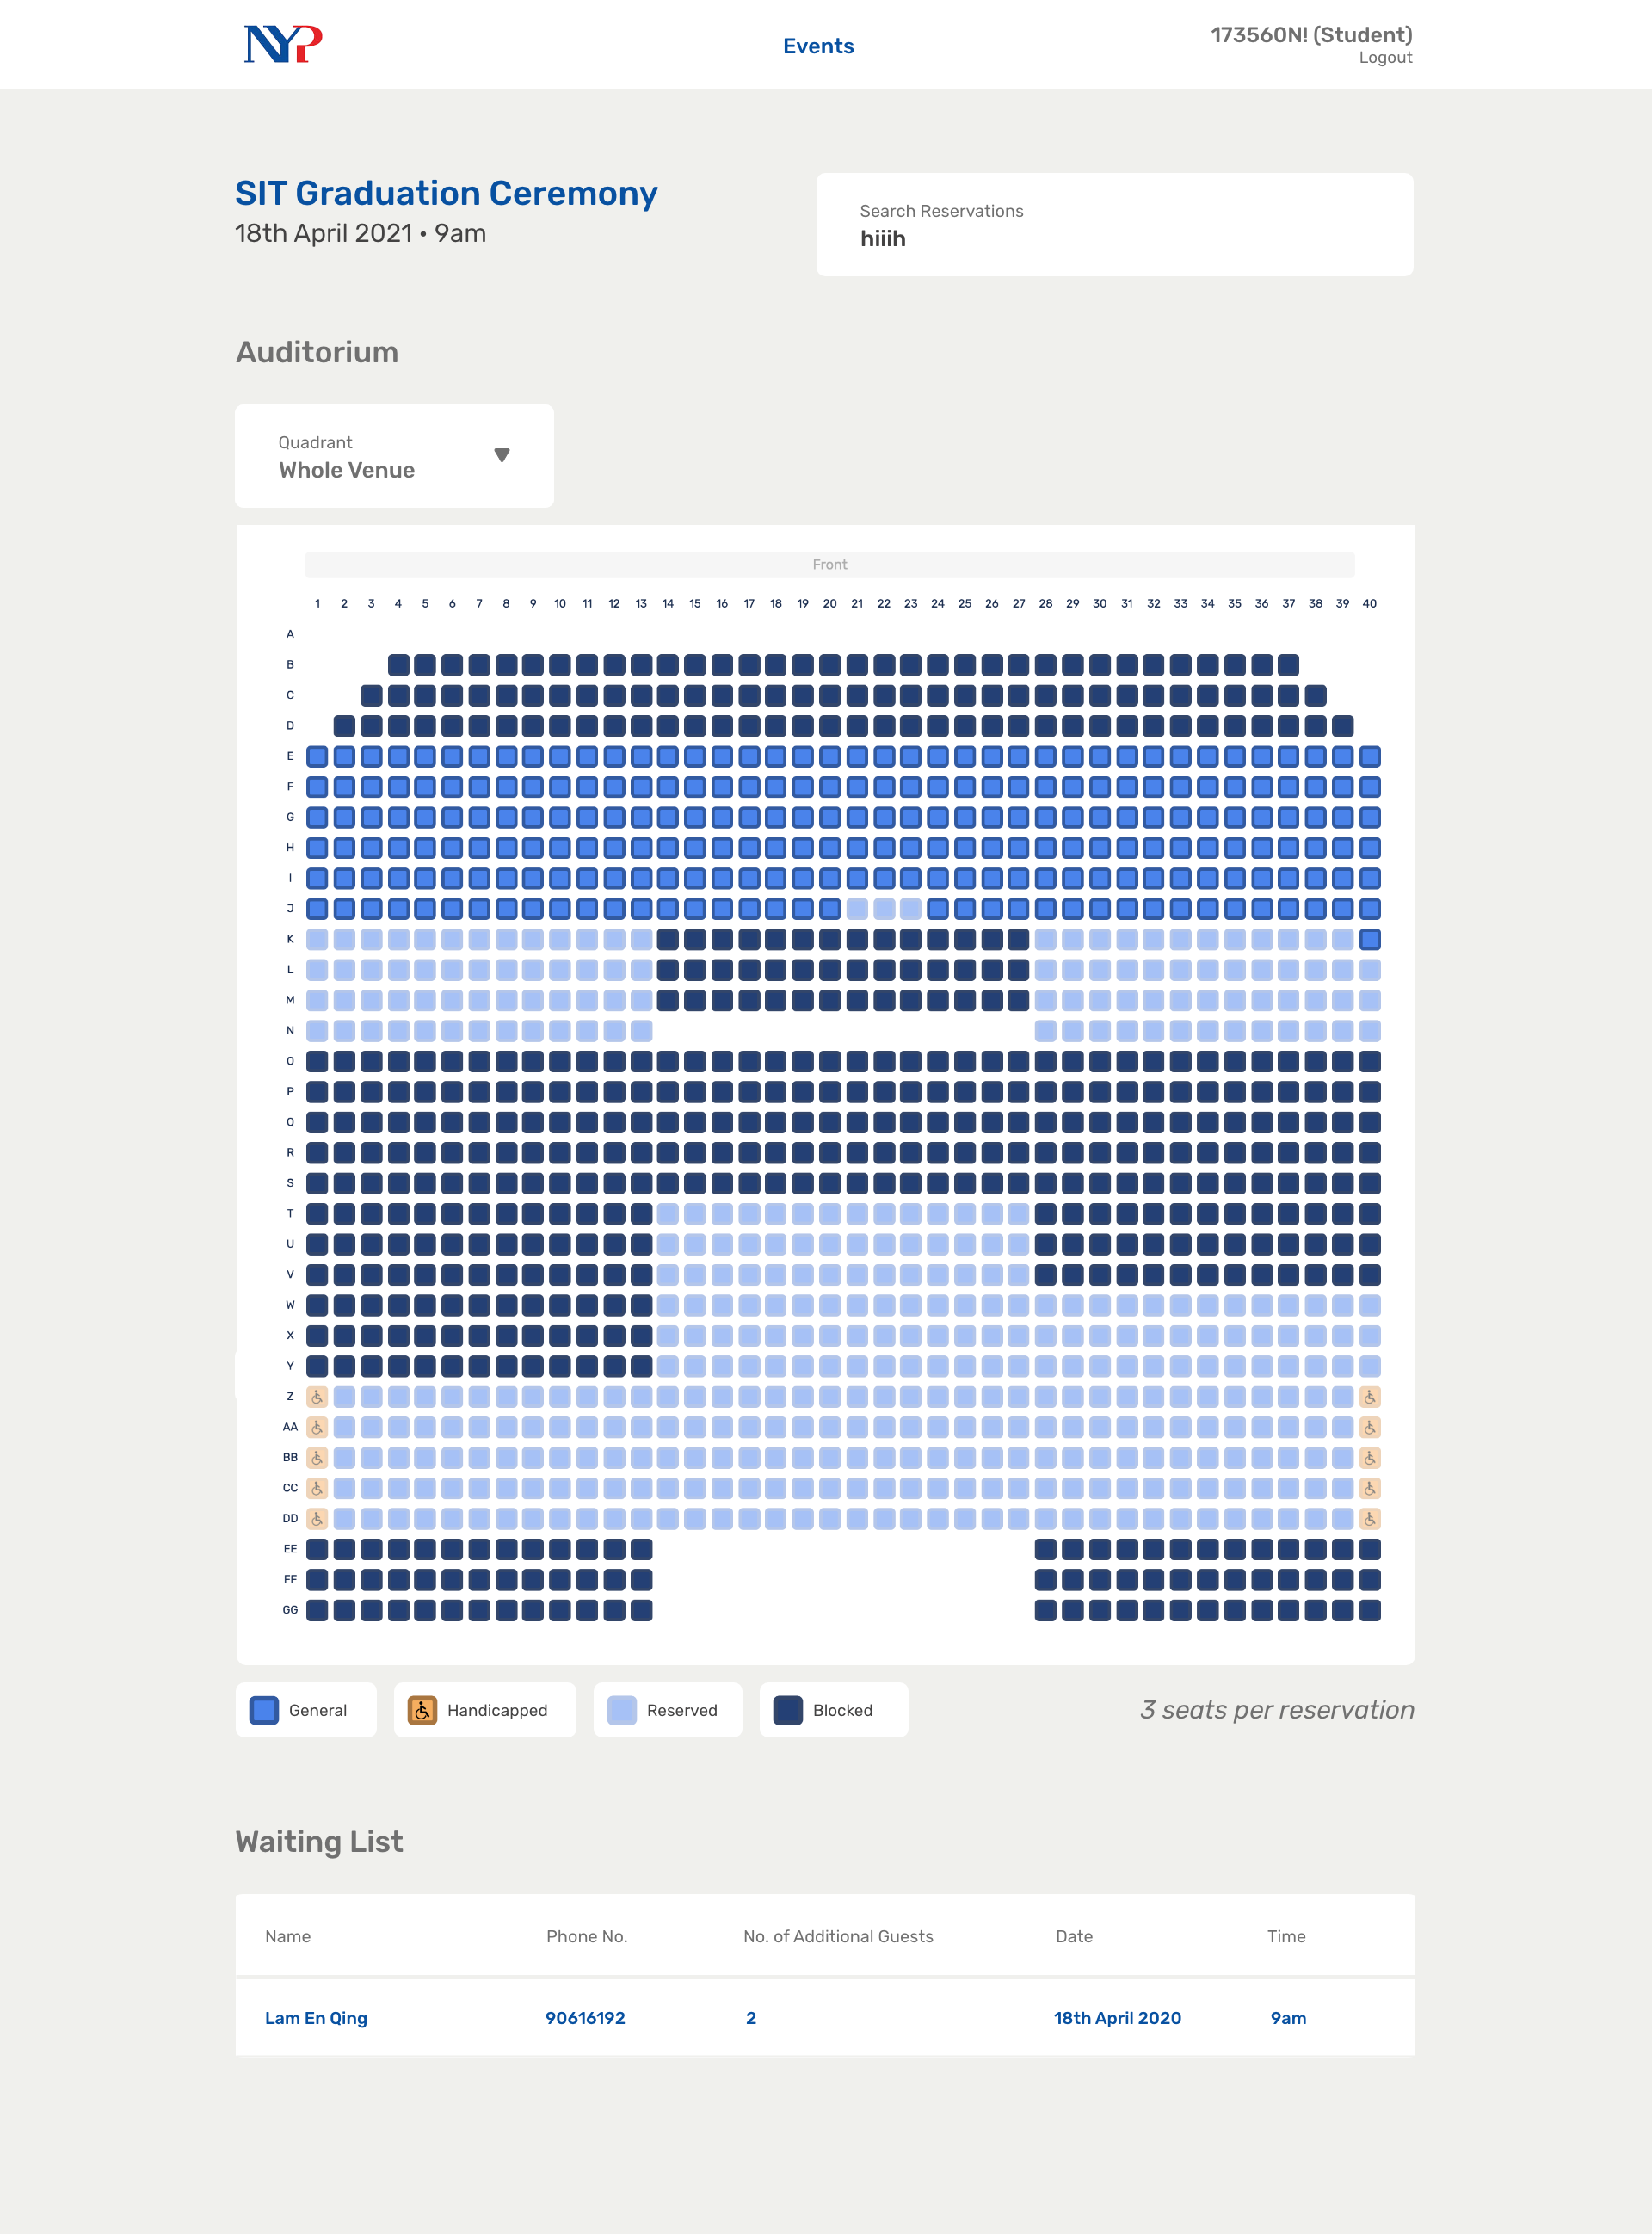 NYP
Events
173560N! (Student)
Logout
SIT Graduation Ceremony
18th April 2021 • 9am
Search Reservations
hiiih
Auditorium
Quadrant
Whole Venue
Front
1 2 3 4 5 6 7 8 9 10 11 12 13 14 15 16 17 18 19 20 21 22 23 24 25 26 27 28 29 30 31 32 33 34 35 36 37 38 39 40
A
B
C
D
E
F
G
H
I
J
K
L
M
N
O
P
Q
R
S
T
U
V
W
X
Y
Z
AA
BB
CC
DD
EE
FF
GG
General Handicapped Reserved Blocked 3 seats per reservation
Waiting List
Name Phone No. No. of Additional Guests Date Time
Lam En Qing 90616192 2 18th April 2020 9am